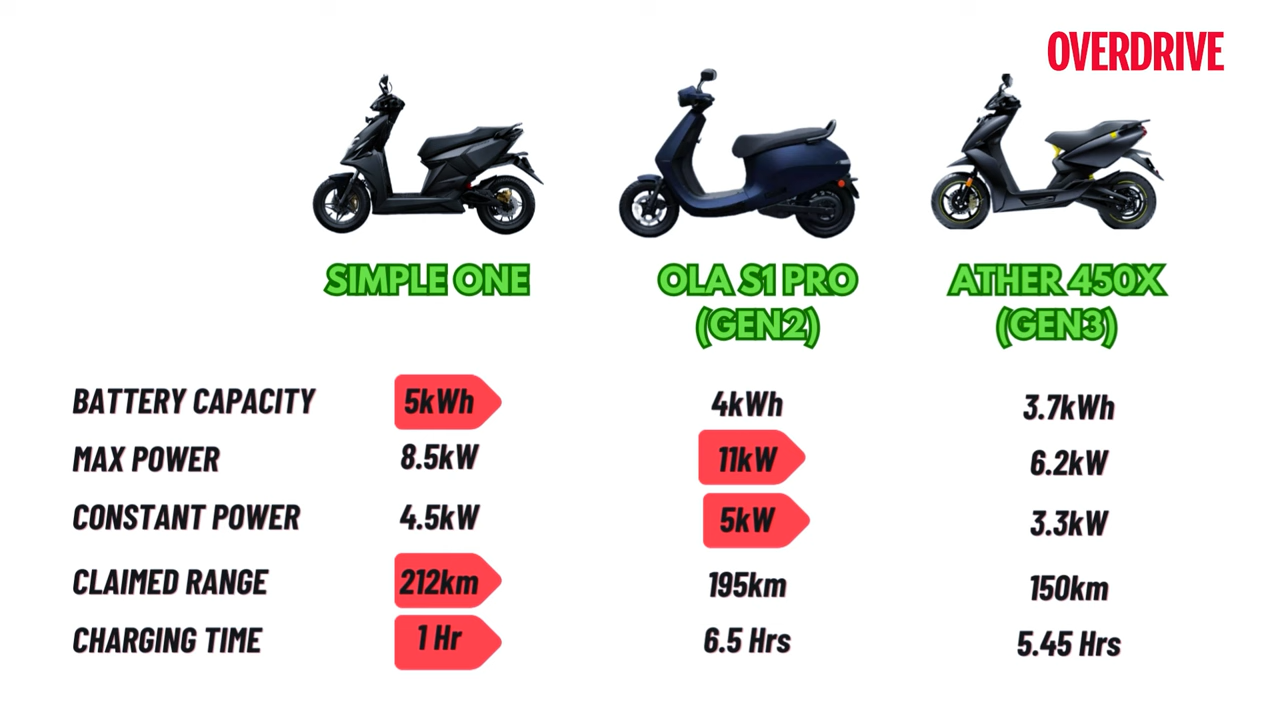 OVERDRIVE
SIMPLE ONE
OLA S1 PRO
(GEN2)
ATHER 450X
(GEN3)
BATTERY CAPACITY 5kWh 4kWh 3.7kWh
MAX POWER 8.5kW 11kW 6.2kW
CONSTANT POWER 4.5kW 5kW 3.3kW
CLAIMED RANGE 212km 195km 150km
CHARGING TIME 1 Hr 6.5 Hrs 5.45 Hrs